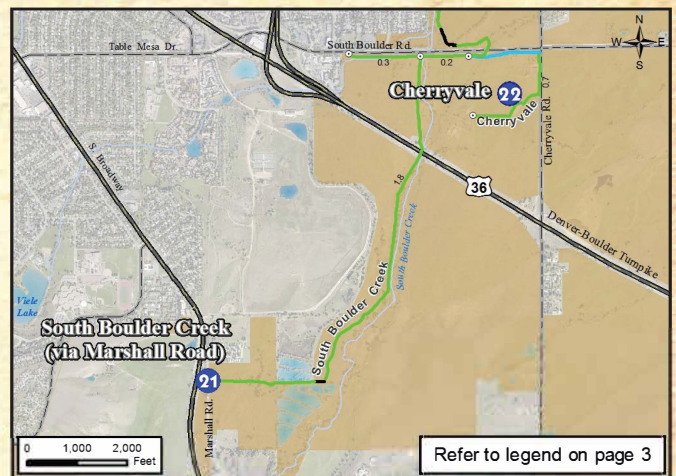 Table Mesa Dr.
South Boulder Rd.
N
W E
S
0.3
0.2
Cherryvale 22
Cherryvale
0.7
Cherryvale Rd.
S. Broadway
36
1.8
South Boulder Creek
Denver-Boulder Turnpike
South Boulder Creek
Viele
Lake
South Boulder Creek
(via Marshall Road)
21
Marshall Rd.
0 1,000 2,000
Feet
Refer to legend on page 3